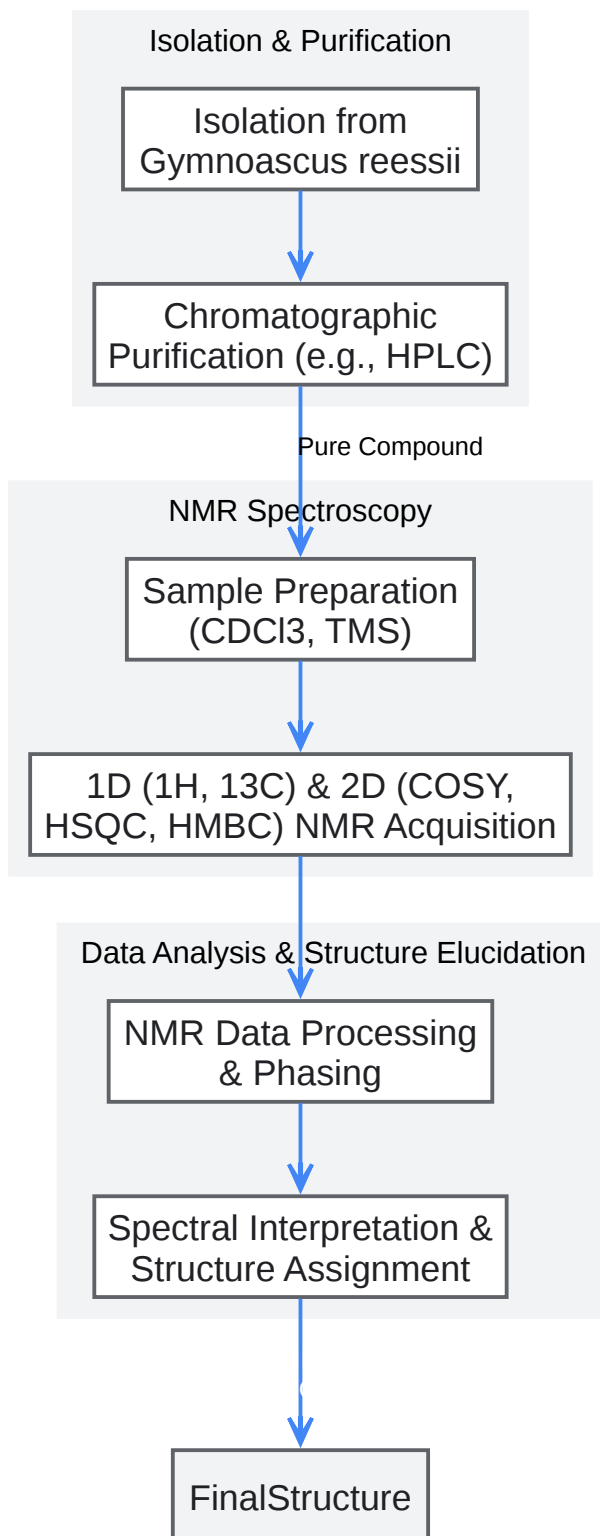 Isolation & Purification
Isolation from
Gymnoascus reessii
Chromatographic
Purification (e.g., HPLC)
Pure Compound
NMR Spectroscopy
Sample Preparation
(CDCl3, TMS)
1D (1H, 13C) & 2D (COSY,
HSQC, HMBC) NMR Acquisition
Data Analysis & Structure Elucidation
NMR Data Processing
& Phasing
Spectral Interpretation &
Structure Assignment
FinalStructure